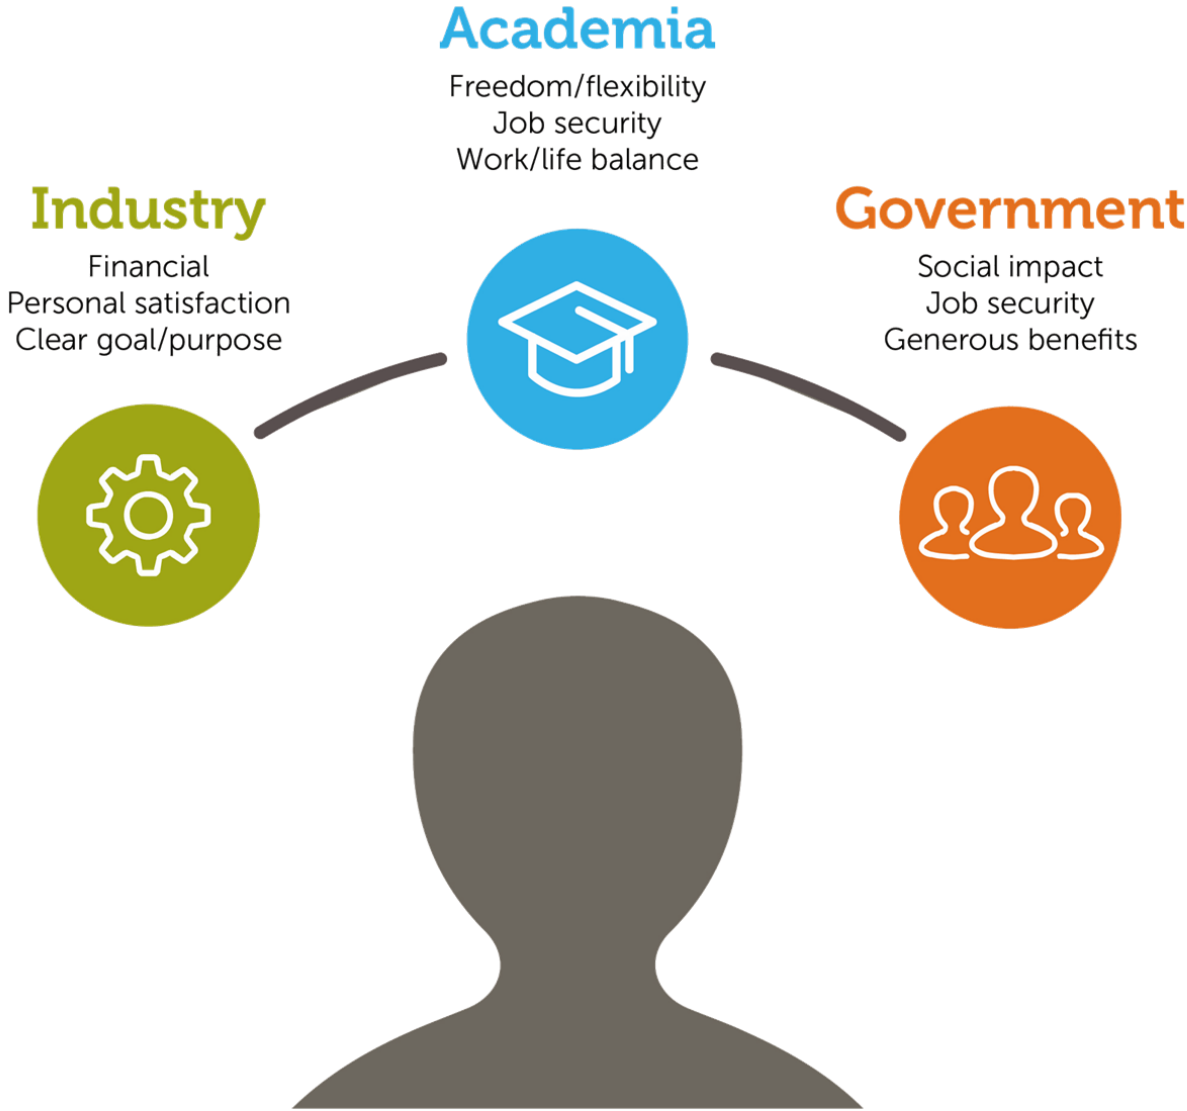 Academia
Freedom/flexibility
Job security
Work/life balance
Industry
Financial
Personal satisfaction
Clear goal/purpose
Government
Social impact
Job security
Generous benefits